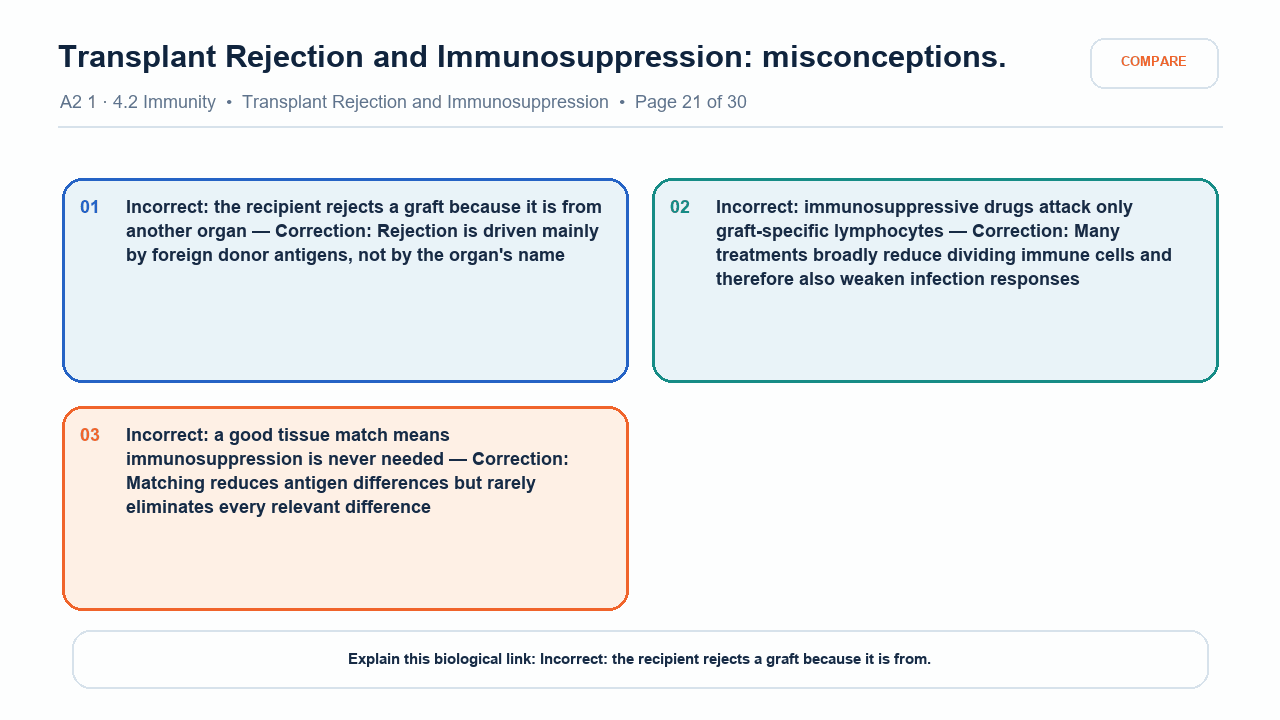 Transplant Rejection and Immunosuppression: misconceptions.
COMPARE
A2 1 · 4.2 Immunity • Transplant Rejection and Immunosuppression • Page 21 of 30
01
Incorrect: the recipient rejects a graft because it is from
another organ — Correction: Rejection is driven mainly
by foreign donor antigens, not by the organ's name
02
Incorrect: immunosuppressive drugs attack only
graft-specific lymphocytes — Correction: Many
treatments broadly reduce dividing immune cells and
therefore also weaken infection responses
03
Incorrect: a good tissue match means
immunosuppression is never needed — Correction:
Matching reduces antigen differences but rarely
eliminates every relevant difference
Explain this biological link: Incorrect: the recipient rejects a graft because it is from.